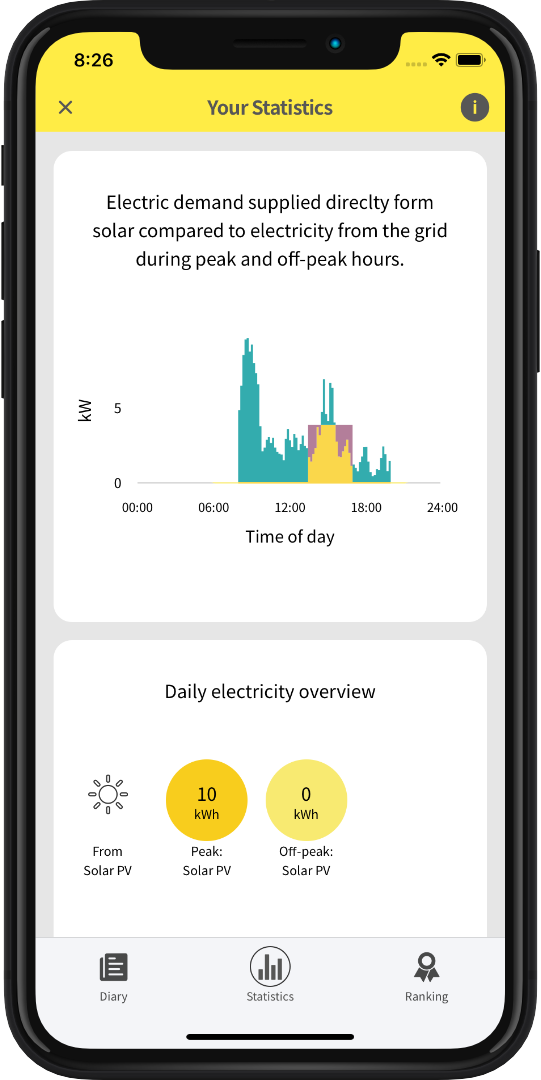 8:26
Your Statistics
i
Electric demand supplied direclty form
solar compared to electricity from the grid
during peak and off-peak hours.
kW
5
0
00:00 06:00 12:00 18:00 24:00
Time of day
Daily electricity overview
10 0
kWh kWh
From Peak: Off-peak:
Solar PV Solar PV Solar PV
Diary Statistics Ranking